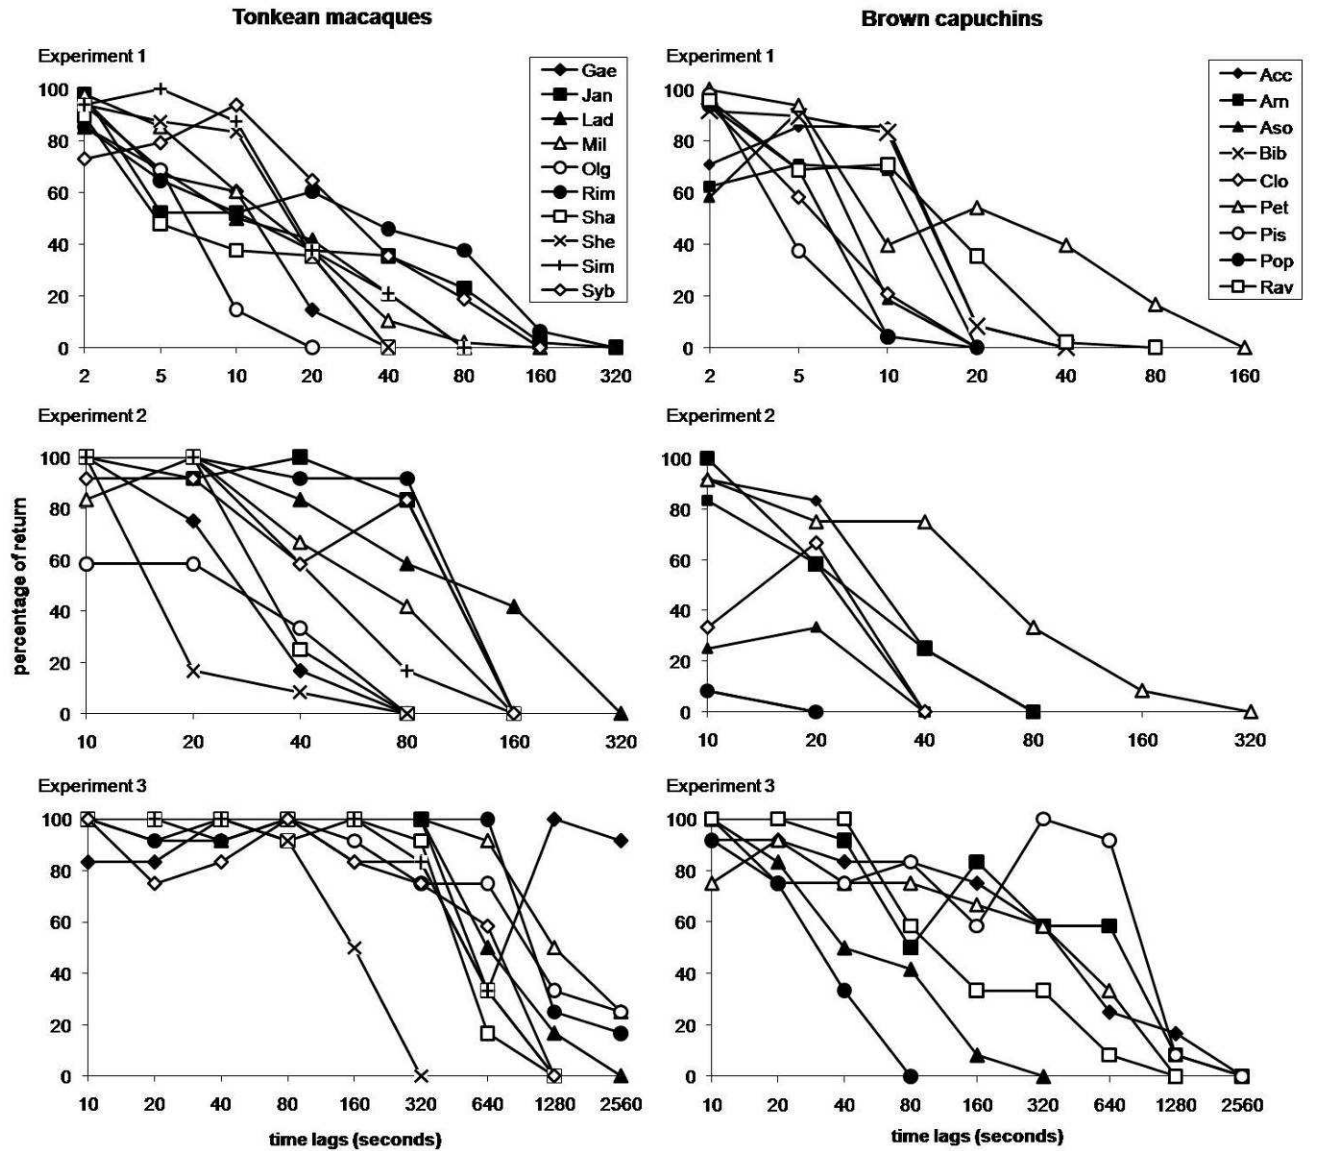 Tonkean macaques
Brown capuchins
Experiment 1
100
80
60
40
20
0
2 5 10 20 40 80 160 320
Gae
Jan
Lad
Mil
Olg
Rim
Sha
She
Sim
Syb
Experiment 1
100
80
60
40
20
0
2 5 10 20 40 80 160
Acc
Arn
Aso
Bib
Clo
Pet
Pis
Pop
Rav
Experiment 2
percentage of return
100
80
60
40
20
0
10 20 40 80 160 320
Experiment 2
100
80
60
40
20
0
10 20 40 80 160 320
Experiment 3
100
80
60
40
20
0
10 20 40 80 160 320 640 1280 2560
time lags (seconds)
Experiment 3
100
80
60
40
20
0
10 20 40 80 160 320 640 1280 2560
time lags (seconds)